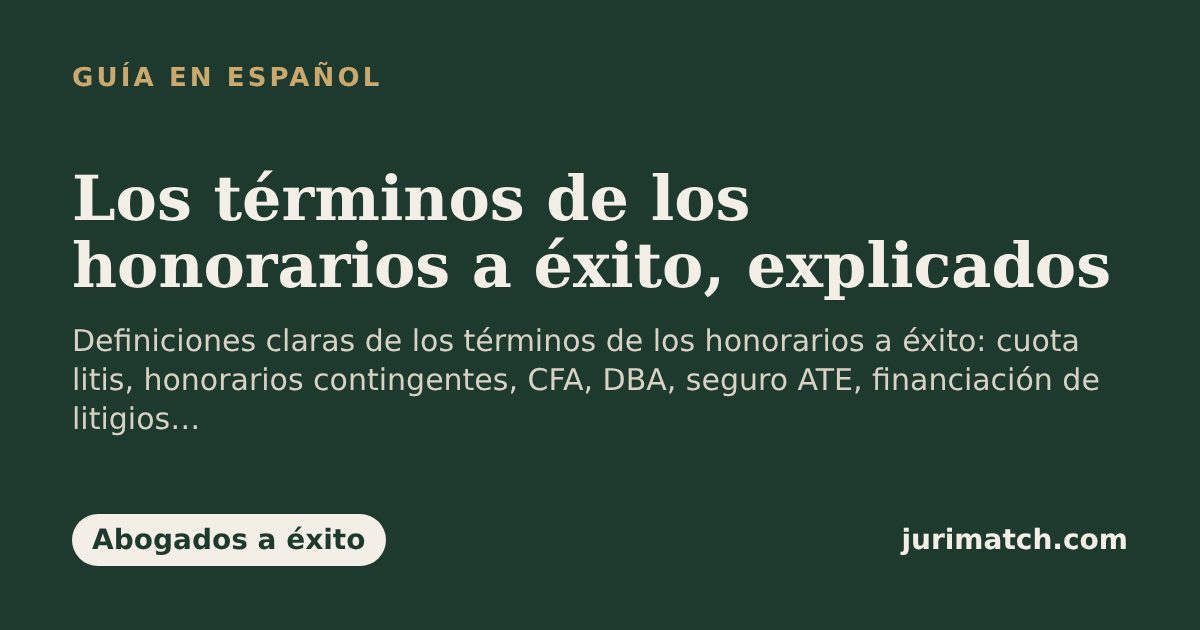 GUÍA EN ESPAÑOL
Los términos de los
honorarios a éxito, explicados
Definiciones claras de los términos de los honorarios a éxito: cuota
litis, honorarios contingentes, CFA, DBA, seguro ATE, financiación de
litigios…
Abogados a éxito
jurimatch.com